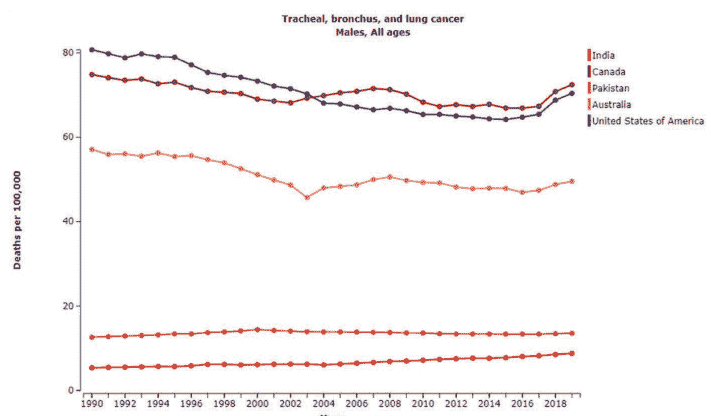 Tracheal, bronchus, and lung cancer
Males, All ages
Deaths per 100,000
80
60
40
20
0
1990 1992 1994 1996 1998 2000 2002 2004 2006 2008 2010 2012 2014 2016 2018
India
Canada
Pakistan
Australia
United States of America